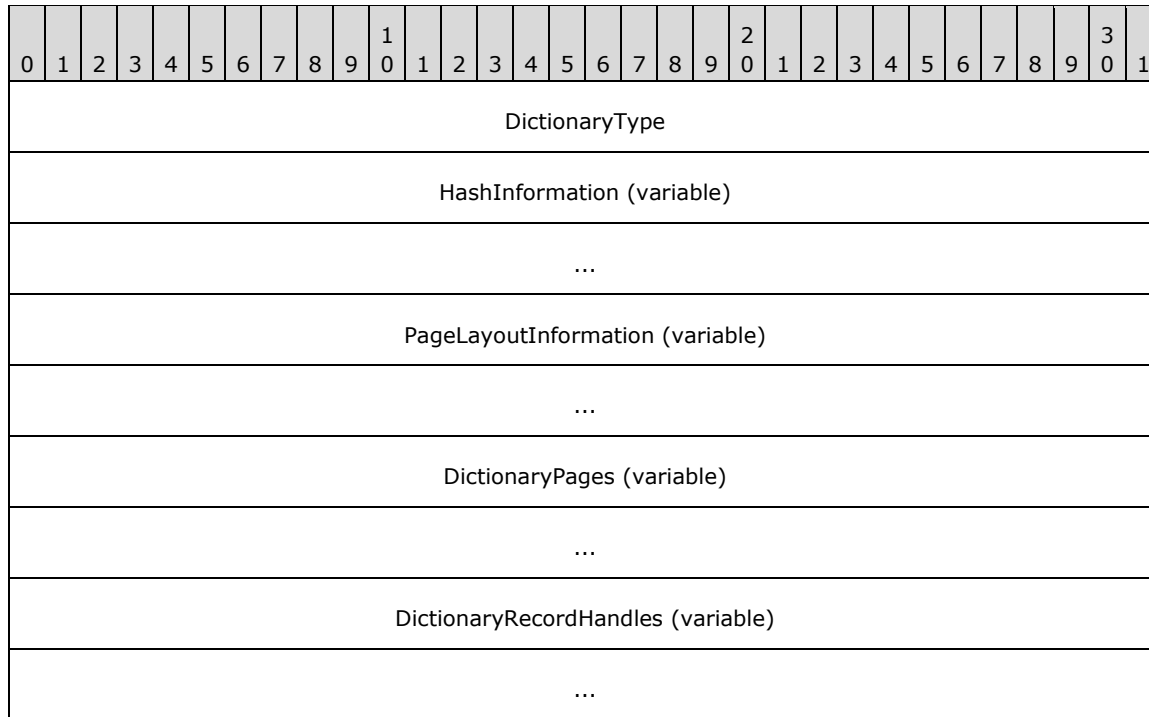 1 2 3
0 1 2 3 4 5 6 7 8 9 0 1 2 3 4 5 6 7 8 9 0 1 2 3 4 5 6 7 8 9 0 1
DictionaryType
HashInformation (variable)
...
PageLayoutInformation (variable)
...
DictionaryPages (variable)
...
DictionaryRecordHandles (variable)
...